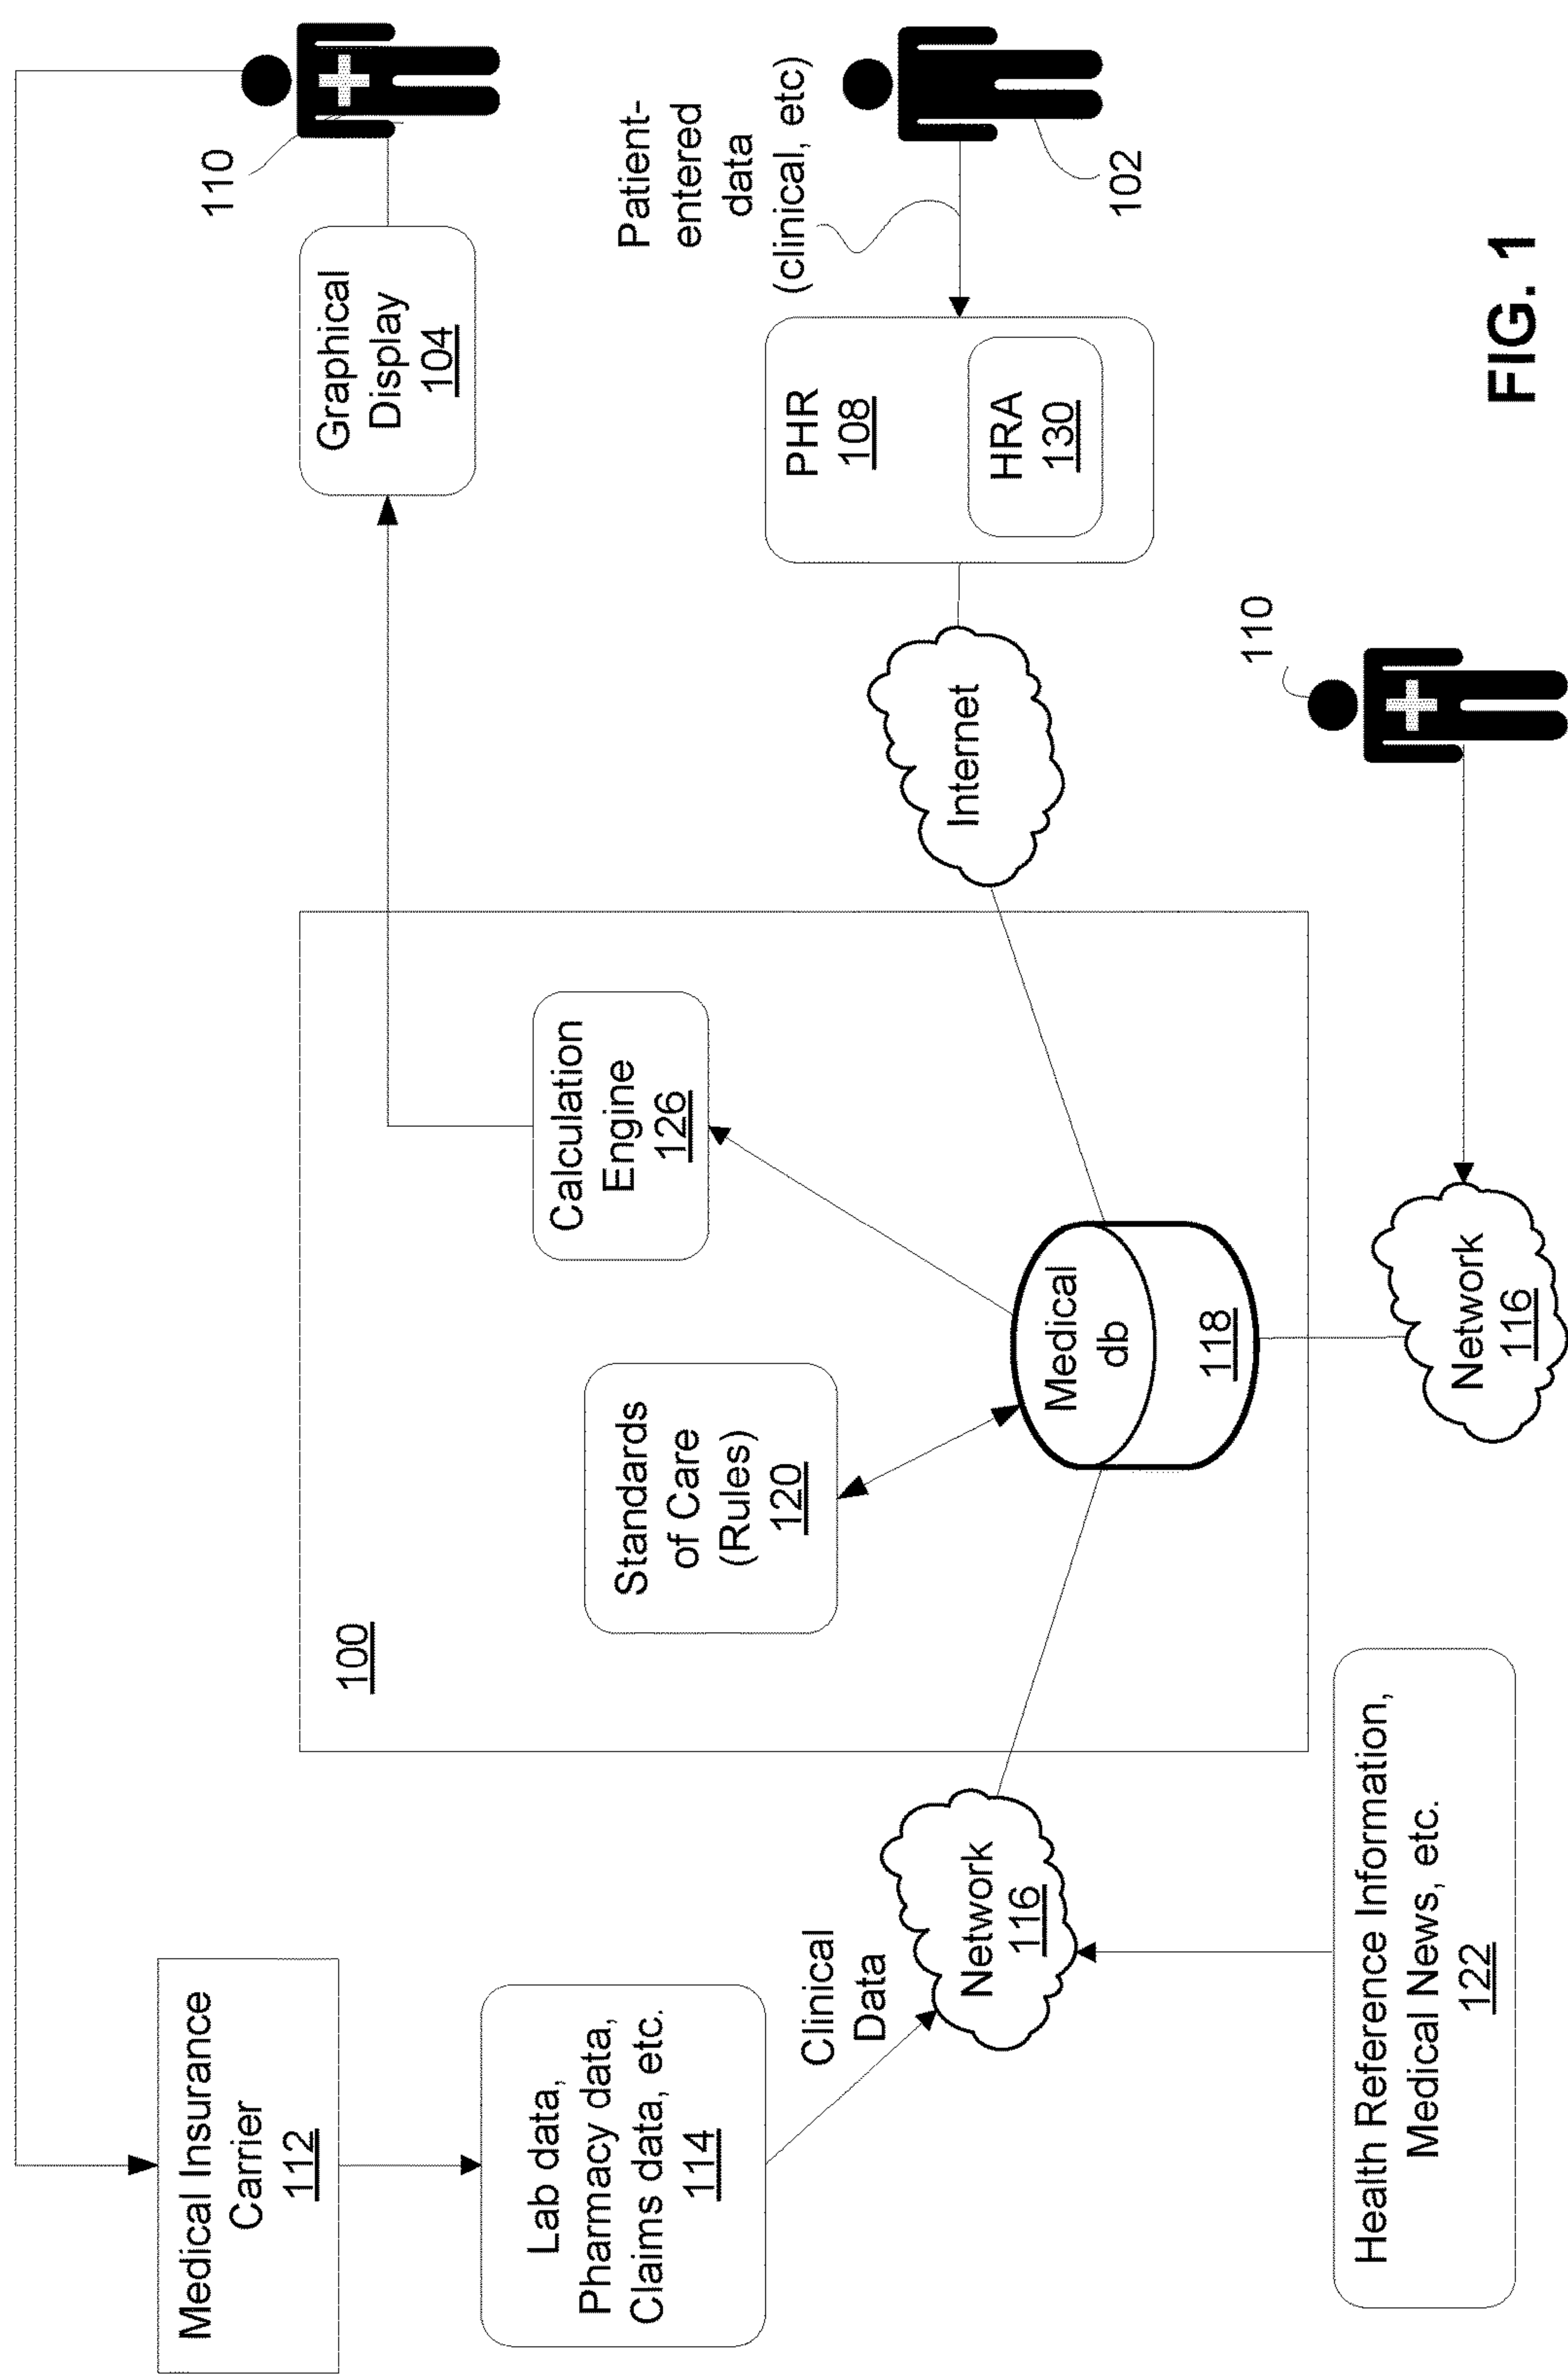 Medical Insurance
Carrier
112
Lab data,
Pharmacy data,
Claims data, etc.
114
Clinical
Data
Network
116
Health Reference Information,
Medical News, etc.
122
100
Standards
of Care
(Rules)
120
Calculation
Engine
126
Medical
db
118
Network
116
Internet
110
Graphical
Display
104
110
PHR
108
HRA
130
Patient-
entered
data
(clinical, etc)
102
FIG. 1